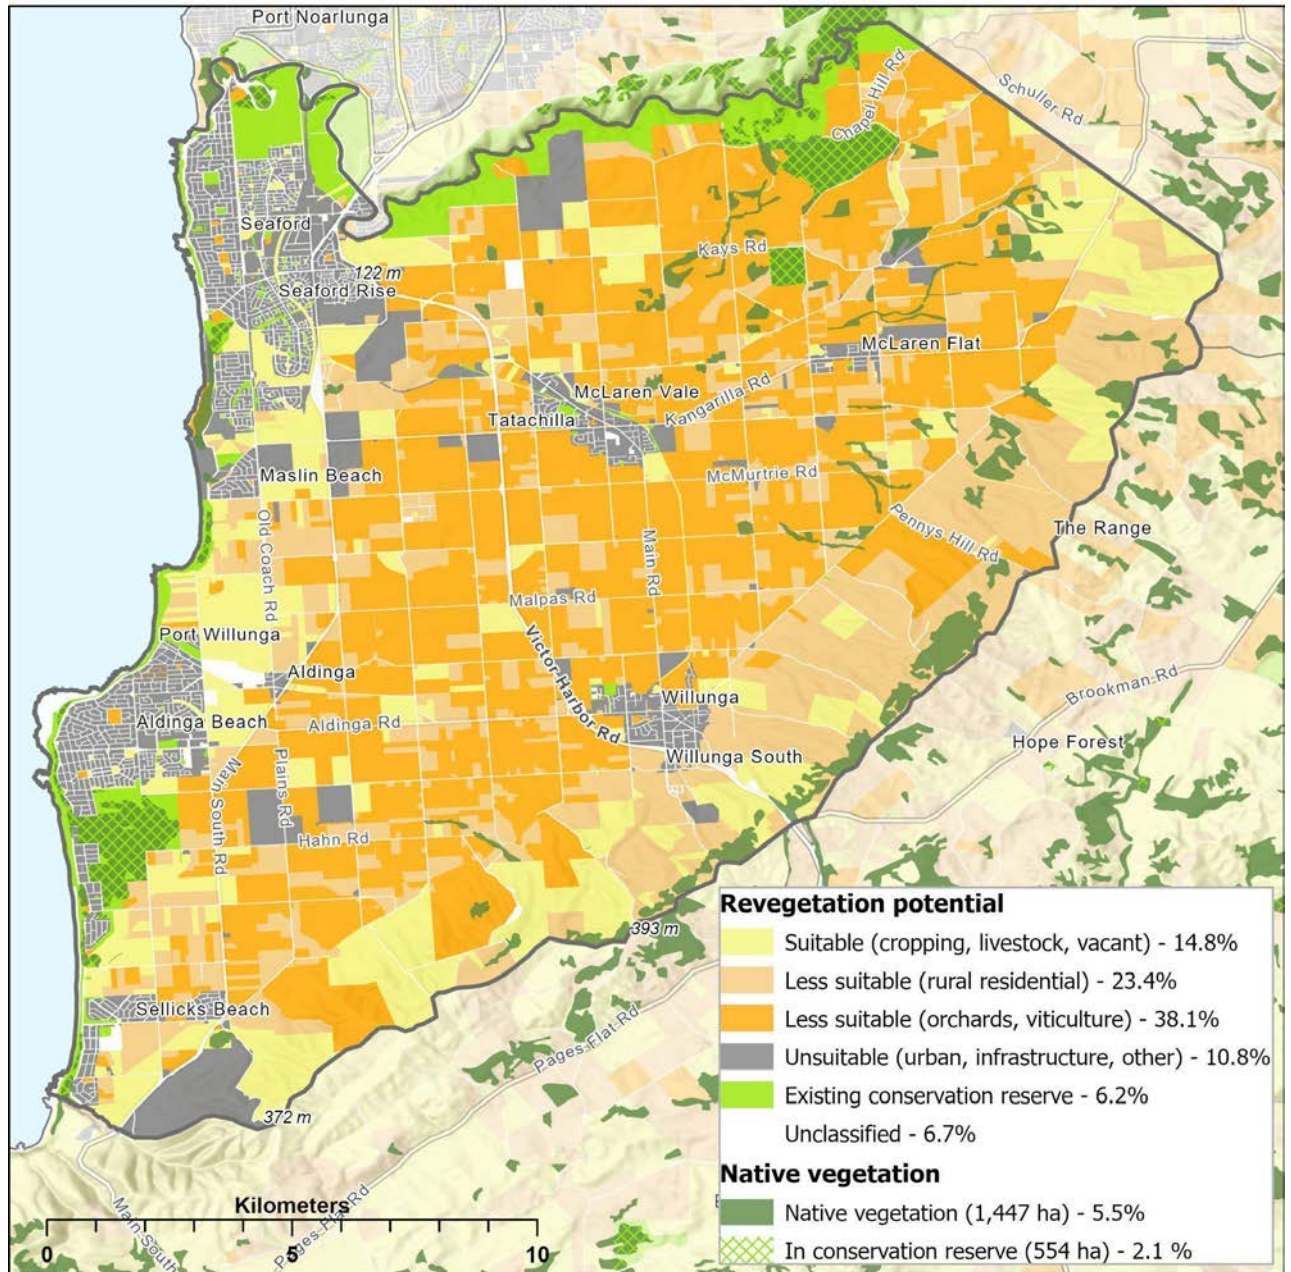 Port Noarlunga
Schuller Rd
Chapel Hill Rd
Seaford
Kays Rd
122 m
Seaford Rise
McLaren Flat
McLaren Vale
Kangarilla Rd
Tatachilla
Maslin Beach
McMurtrie Rd
Old Coach Rd
Pennys Hill Rd
The Range
Main Rd
Malpas Rd
Port Willunga
Victor Harbor Rd
Aldinga
Willunga
Brookman Rd
Aldinga Beach
Aldinga Rd
Hope Forest
Willunga South
Plains Rd
Main South Rd
Hahn Rd
393 m
Sellicks Beach
Pages Flat Rd
372 m
Pages Flat Rd
Main South
Kilometers
0 5 10
Revegetation potential
Suitable (cropping, livestock, vacant) - 14.8%
Less suitable (rural residential) - 23.4%
Less suitable (orchards, viticulture) - 38.1%
Unsuitable (urban, infrastructure, other) - 10.8%
Existing conservation reserve - 6.2%
Unclassified - 6.7%
Native vegetation
Native vegetation (1,447 ha) - 5.5%
In conservation reserve (554 ha) - 2.1 %